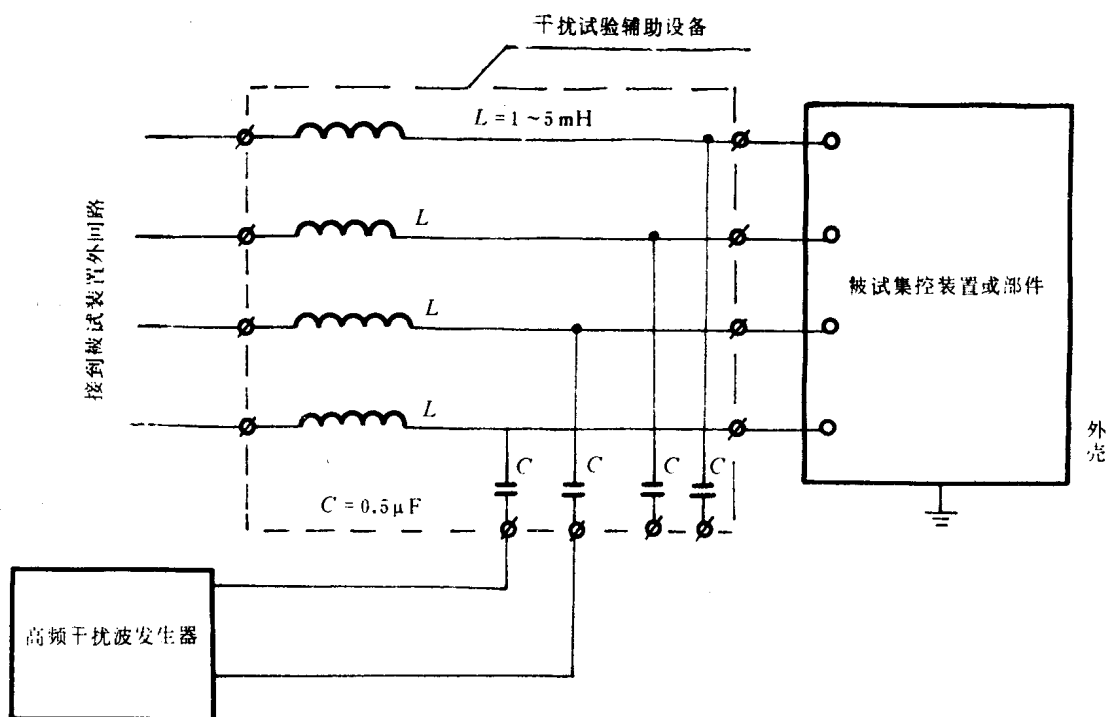 干扰试验辅助设备
L = 1 ~ 5 mH
L
L
L
接到被试装置外回路
被试集控装置或部件
外壳
C
C
C
C
C = 0.5 μF
高频干扰波发生器